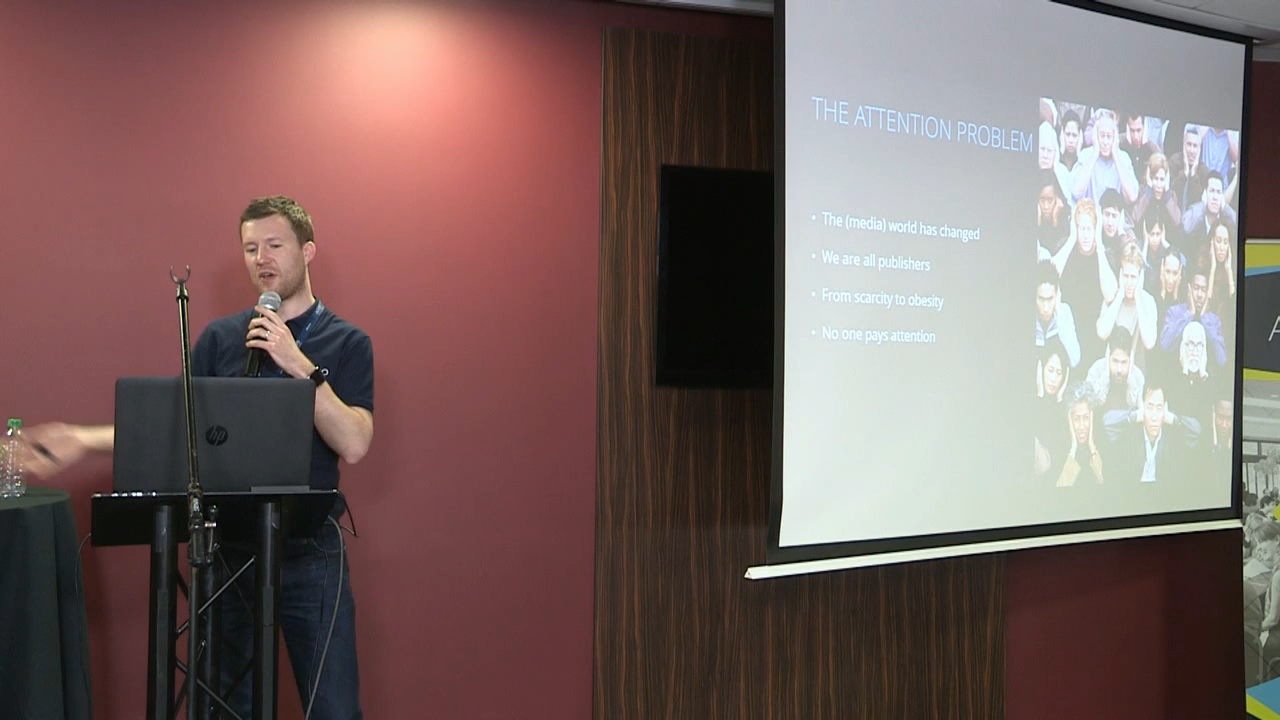 THE ATTENTION PROBLEM
• The (media) world has changed
• We are all publishers
• From scarcity to obesity
• No one pays attention
hp